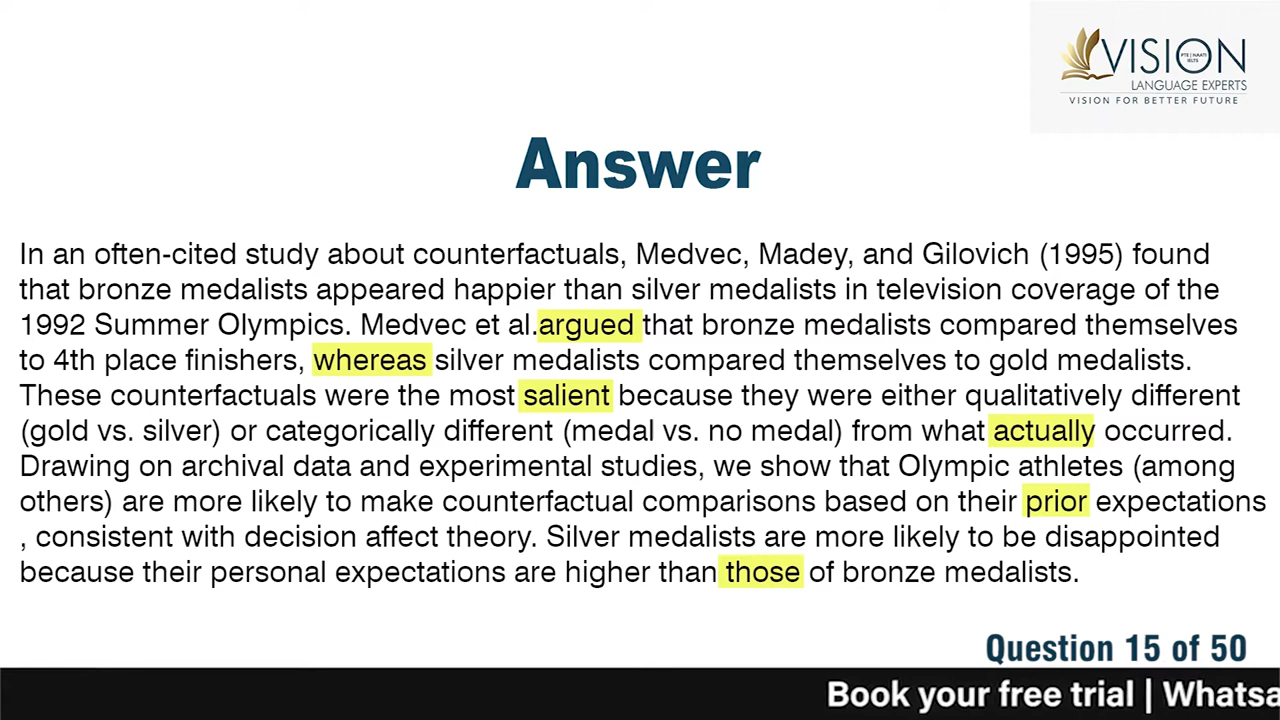 VISION
PTE | NAATI
IELTS
LANGUAGE EXPERTS
VISION FOR BETTER FUTURE
Answer
In an often-cited study about counterfactuals, Medvec, Madey, and Gilovich (1995) found
that bronze medalists appeared happier than silver medalists in television coverage of the
1992 Summer Olympics. Medvec et al.argued that bronze medalists compared themselves
to 4th place finishers, whereas silver medalists compared themselves to gold medalists.
These counterfactuals were the most salient because they were either qualitatively different
(gold vs. silver) or categorically different (medal vs. no medal) from what actually occurred.
Drawing on archival data and experimental studies, we show that Olympic athletes (among
others) are more likely to make counterfactual comparisons based on their prior expectations
, consistent with decision affect theory. Silver medalists are more likely to be disappointed
because their personal expectations are higher than those of bronze medalists.
Question 15 of 50
Book your free trial | Whatsa